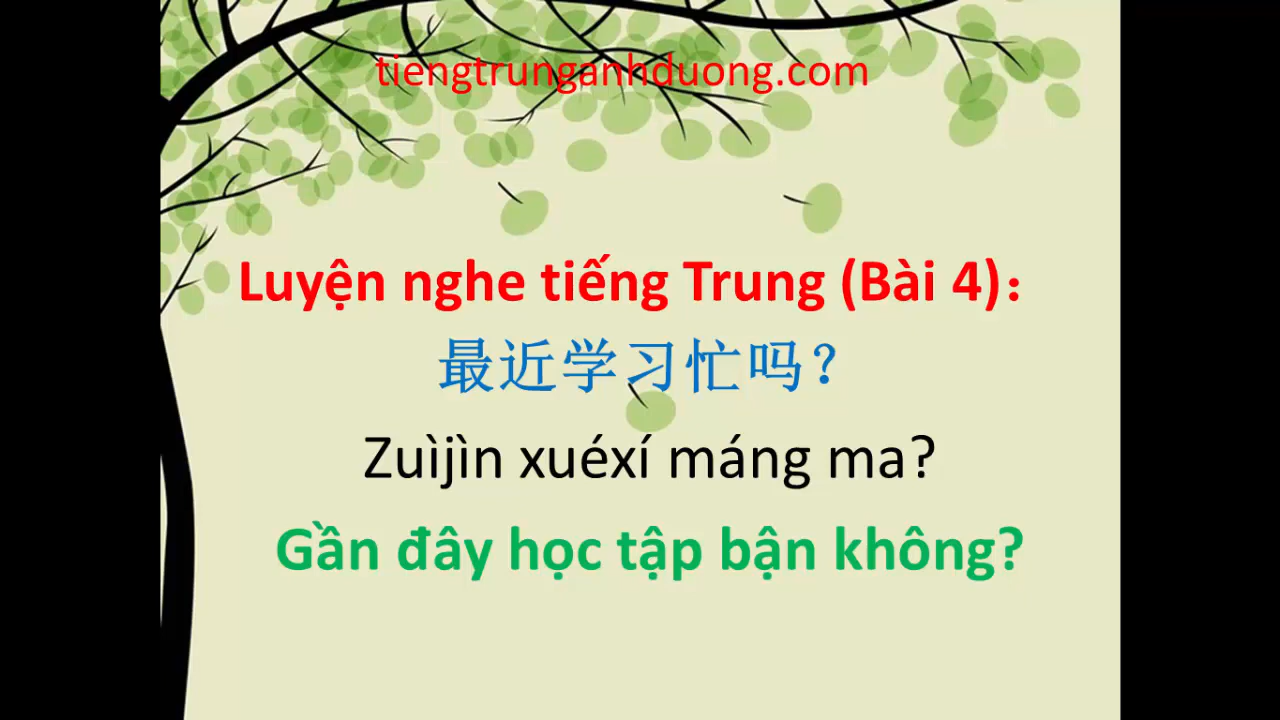 tiengtrunganhduong.com
Luyện nghe tiếng Trung (Bài 4)：
最近学习忙吗？
Zuìjìn xuéxí máng ma?
Gần đây học tập bận không?